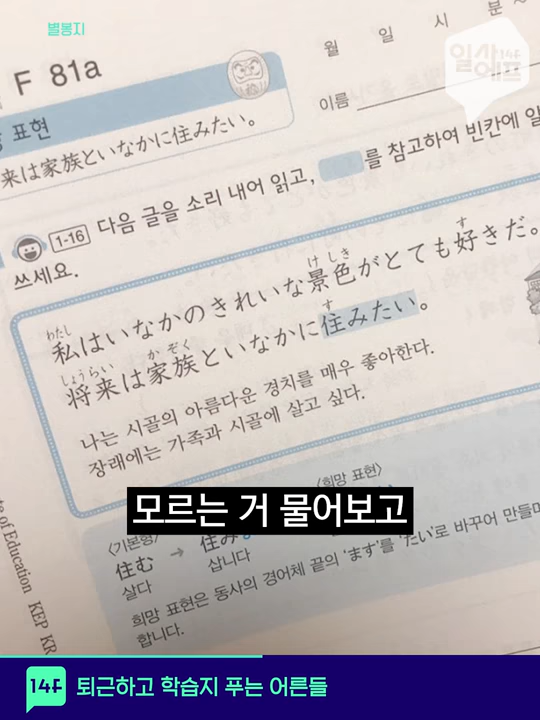 별봉지
일사
에프
14F
F 81a
월 일 시 분~
이름
표현
来は家族といなかに住みたい。
1-16 다음 글을 소리 내어 읽고, 를 참고하여 빈칸에
쓰세요.
わたし けしき す
私はいなかのきれいな景色がとても好きだ。
しょうらい かぞく す
将来は家族といなかに住みたい。
나는 시골의 아름다운 경치를 매우 좋아한다.
장래에는 가족과 시골에 살고 싶다.
모르는 거 물어보고
<기본형>
<희망 표현>
住む → 住み
살다 삽니다
희망 표현은 동사의 경어체 끝의 'ます'를 'たい'로 바꾸어
합니다.
of Education KEP KR
14F 퇴근하고 학습지 푸는 어른들